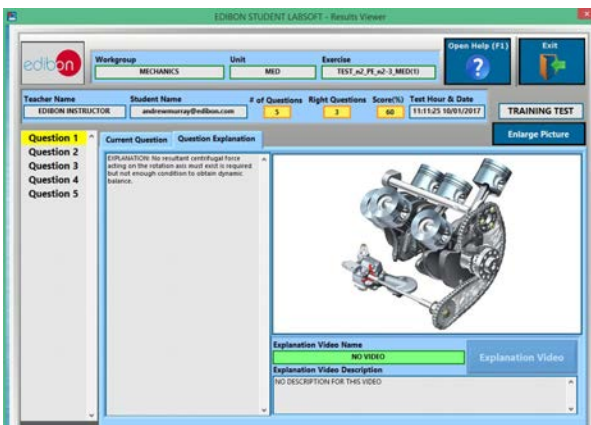 EDIBON STUDENT LABSOFT - Results Viewer
edibon
Workgroup
MECHANICS
Unit
MED
Exercise
TEST_n2_PE_n2-3_MED(1)
Open Help (F1)
?
Exit
Teacher Name
EDIBON INSTRUCTOR
Student Name
andrewmurray@edibon.com
# of Questions
5
Right Questions
3
Score(%)
60
Test Hour & Date
11:11:25 10/01/2017
TRAINING TEST
Enlarge Picture
Question 1
Question 2
Question 3
Question 4
Question 5
Current Question
Question Explanation
EXPLANATION: No resultant centrifugal force
acting on the rotation axis must exist is required
but not enough condition to obtain dynamic
balance.
Explanation Video Name
NO VIDEO
Explanation Video
Explanation Video Description
NO DESCRIPTION FOR THIS VIDEO